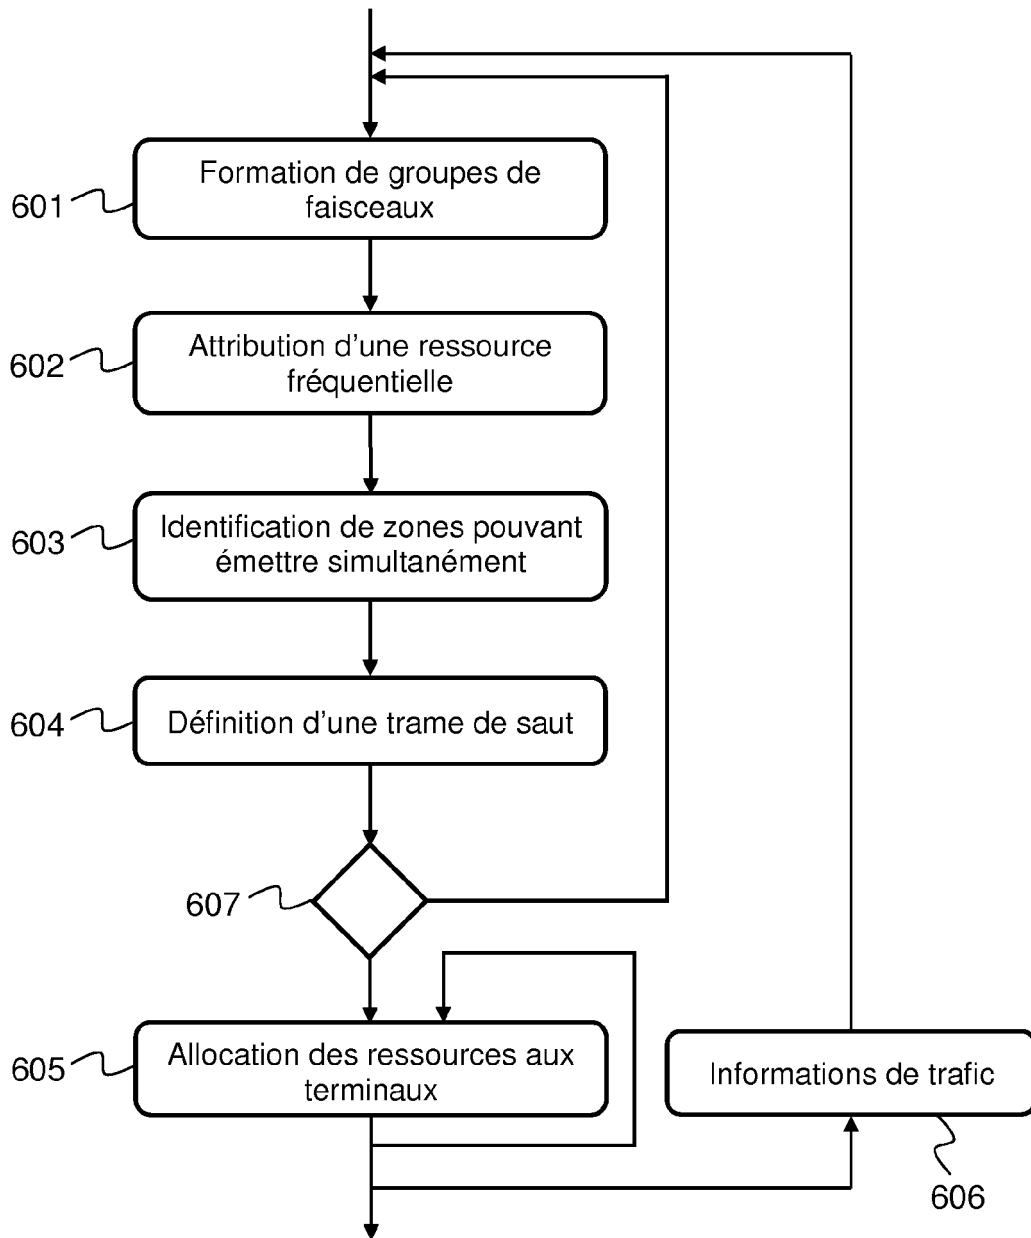 601
Formation de groupes de
faisceaux
602
Attribution d'une ressource
fréquentielle
603
Identification de zones pouvant
émettre simultanément
604
Définition d'une trame de saut
607
605
Allocation des ressources aux
terminaux
Informations de trafic
606